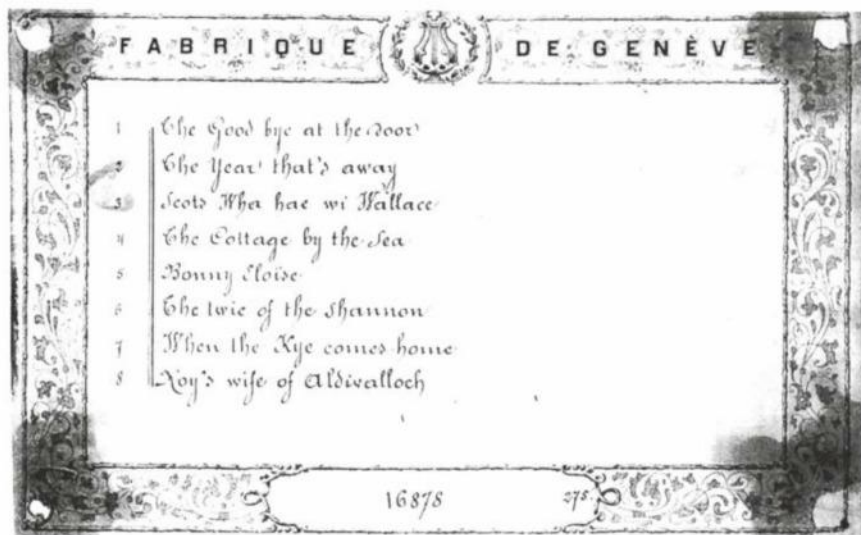 FABRIQUE DE GENÈVE
1 The Good bye at the door
2 The Year that's away
3 Scots Wha hae wi Wallace
4 The Cottage by the Sea
5 Bonny Eloïse
6 The twie of the Shannon
7 When the Kye comes home
8 Roy's wife of Aldivalloch
16878 275.